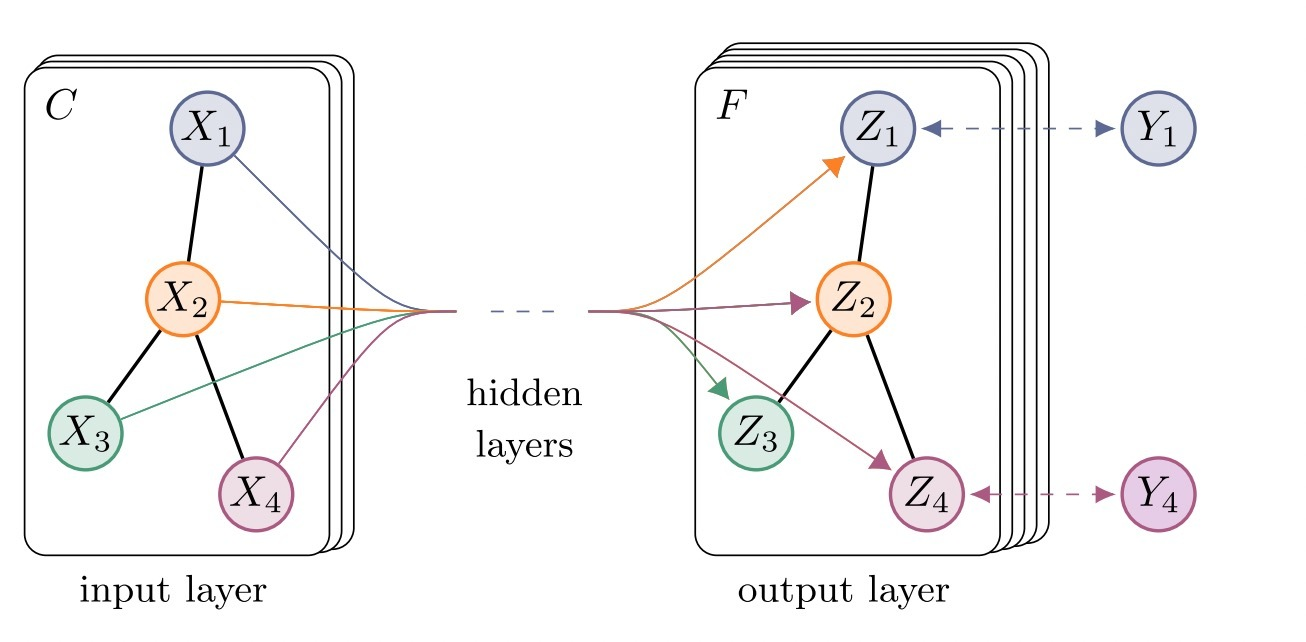 C
X₁
X₂
X₃
X₄
input layer
hidden
layers
F
Z₁
Z₂
Z₃
Z₄
output layer
Y₁
Y₄